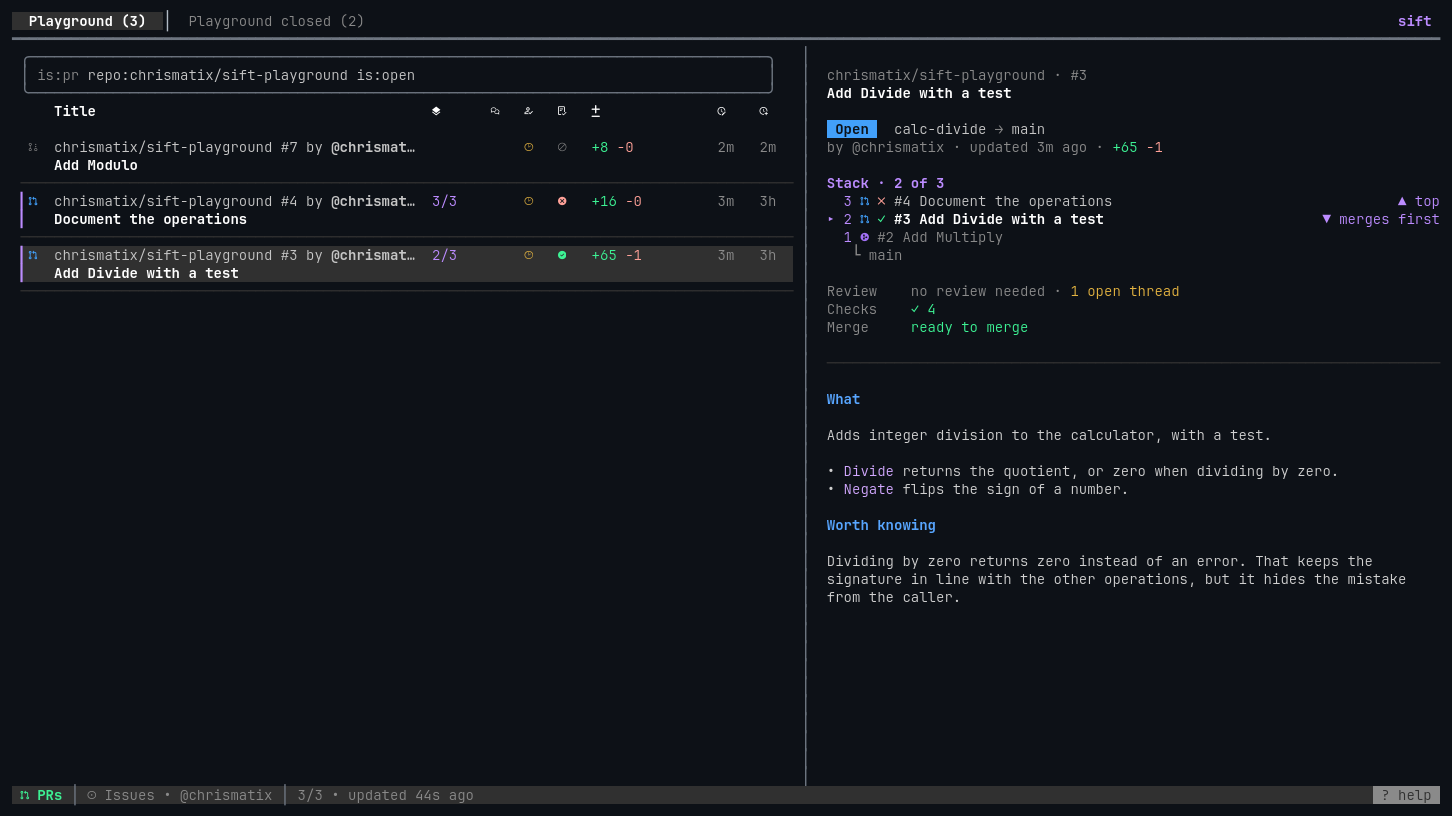 Playground (3) Playground closed (2) sift
is:pr repo:chrismatix/sift-playground is:open
Title
chrismatix/sift-playground #7 by @chrismat… +8 -0 2m 2m
Add Modulo
chrismatix/sift-playground #4 by @chrismat… 3/3 +16 -0 3m 3h
Document the operations
chrismatix/sift-playground #3 by @chrismat… 2/3 +65 -1 3m 3h
Add Divide with a test
chrismatix/sift-playground · #3
Add Divide with a test
Open calc-divide → main
by @chrismatix · updated 3m ago · +65 -1
Stack · 2 of 3
3 ✕ #4 Document the operations ▲ top
▸ 2 ✓ #3 Add Divide with a test ▼ merges first
1 #2 Add Multiply
└ main
Review no review needed · 1 open thread
Checks ✓ 4
Merge ready to merge
What
Adds integer division to the calculator, with a test.
• Divide returns the quotient, or zero when dividing by zero.
• Negate flips the sign of a number.
Worth knowing
Dividing by zero returns zero instead of an error. That keeps the
signature in line with the other operations, but it hides the mistake
from the caller.
PRs Issues • @chrismatix 3/3 • updated 44s ago ? help